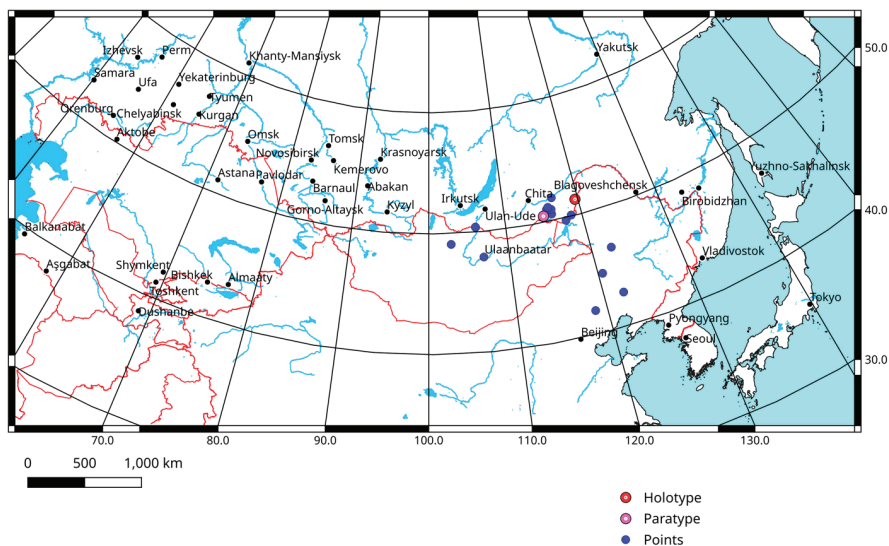 Izhevsk
Perm
Khanty-Mansiysk
Yakutsk
50.0
Samara
Ufa
Yekaterinburg
Tyumen
Orenburg
Chelyabinsk
Kurgan
Aktobe
Omsk
Tomsk
Novosibirsk
Krasnoyarsk
Kemerovo
Yuzhno-Sakhalinsk
Astana
Pavlodar
Barnaul
Abakan
Irkutsk
Chita
Blagoveshchensk
Birobidzhan
Gorno-Altaysk
Kyzyl
Ulan-Ude
40.0
Balkanabat
Ulaanbaatar
Vladivostok
Asgabat
Shymkent
Bishkek
Almaty
Toshkent
Tokyo
Dushanbe
Pyongyang
Beijing
Seoul
30.0
70.0
80.0
90.0
100.0
110.0
120.0
130.0
0
500
1,000 km
Holotype
Paratype
Points